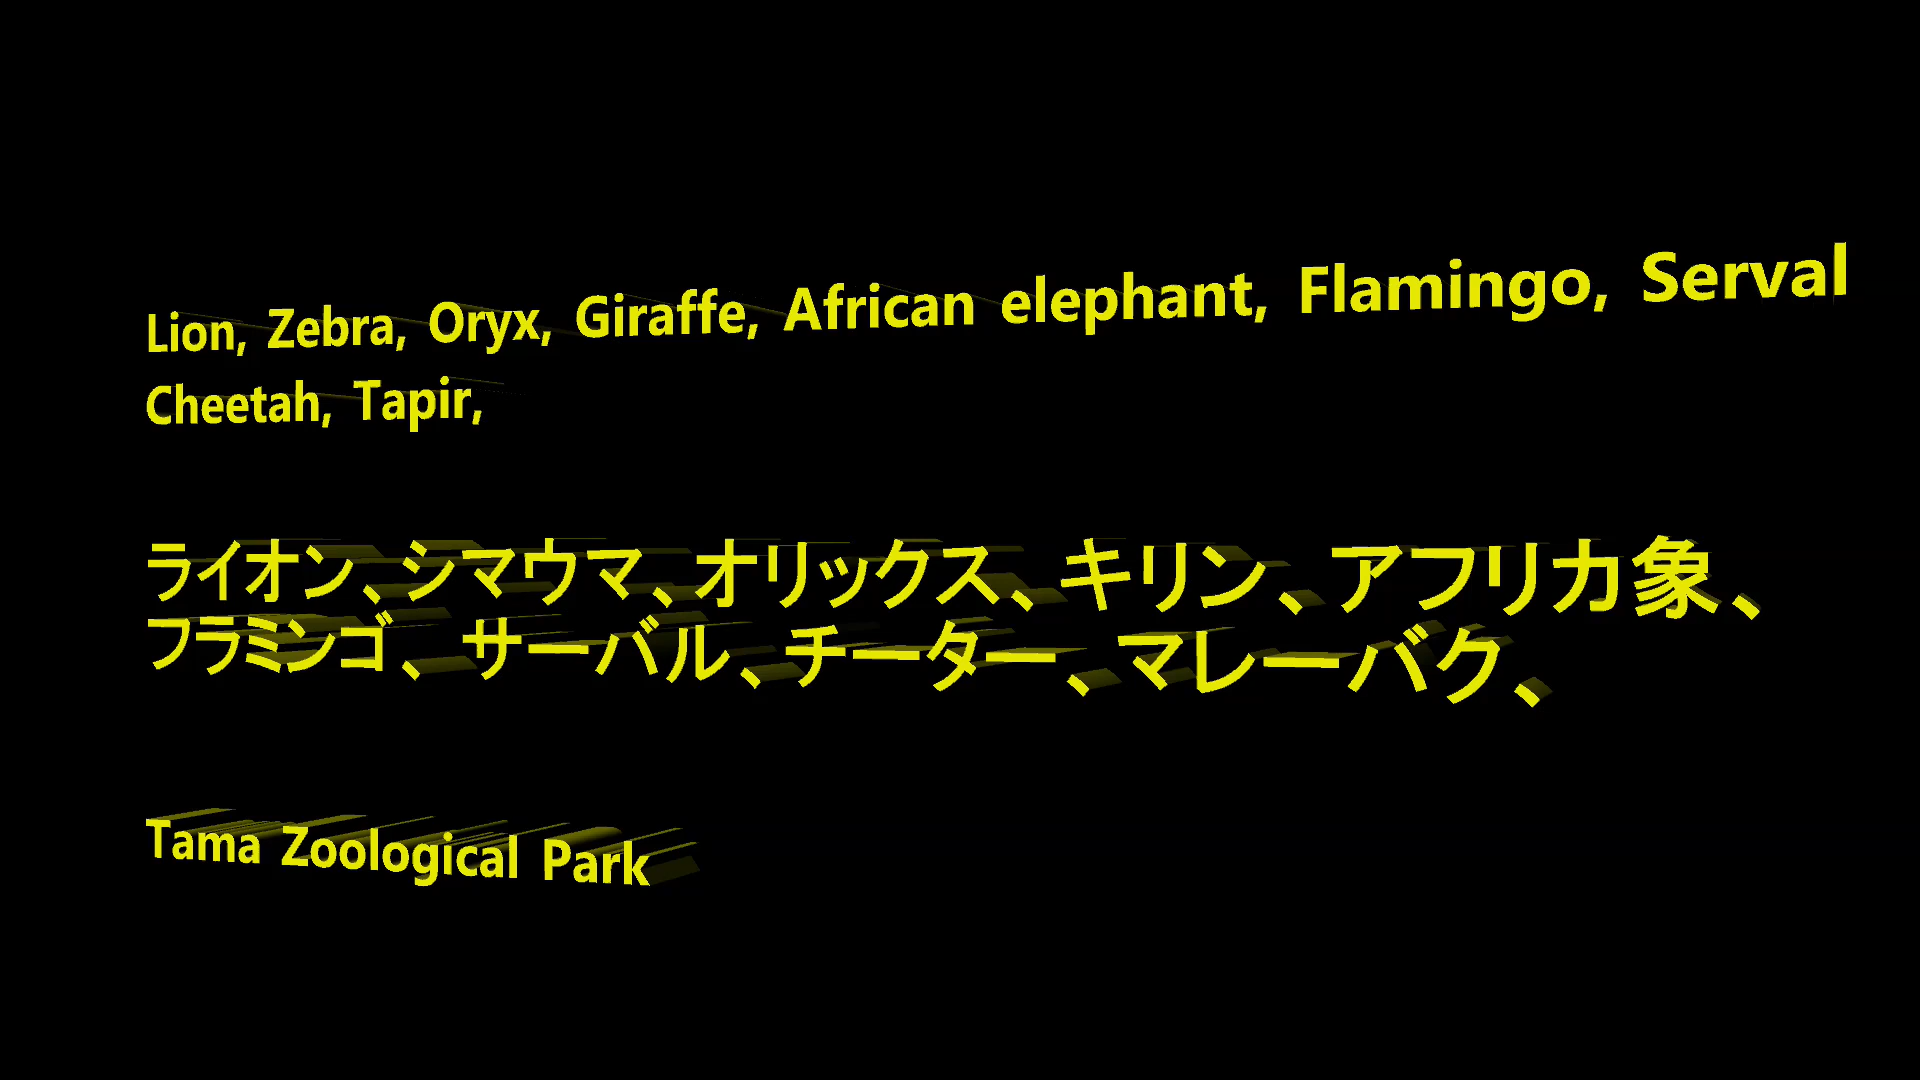 Lion, Zebra, Oryx, Giraffe, African elephant, Flamingo, Serval
Cheetah, Tapir,
ライオン、シマウマ、オリックス、キリン、アフリカ象、
フラミンゴ、サーバル、チーター、マレーバク、
Tama Zoological Park